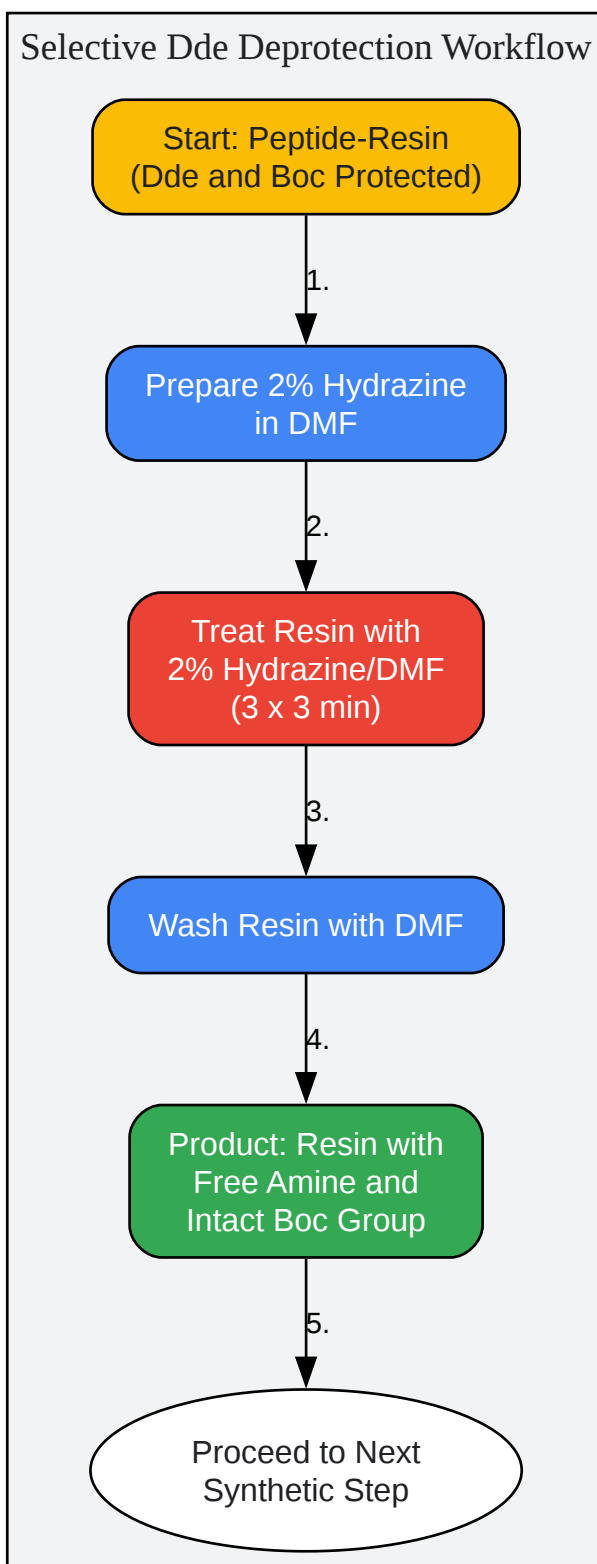 Selective Dde Deprotection Workflow
Start: Peptide-Resin
(Dde and Boc Protected)
1.
Prepare 2% Hydrazine
in DMF
2.
Treat Resin with
2% Hydrazine/DMF
(3 x 3 min)
3.
Wash Resin with DMF
4.
Product: Resin with
Free Amine and
Intact Boc Group
5.
Proceed to Next
Synthetic Step